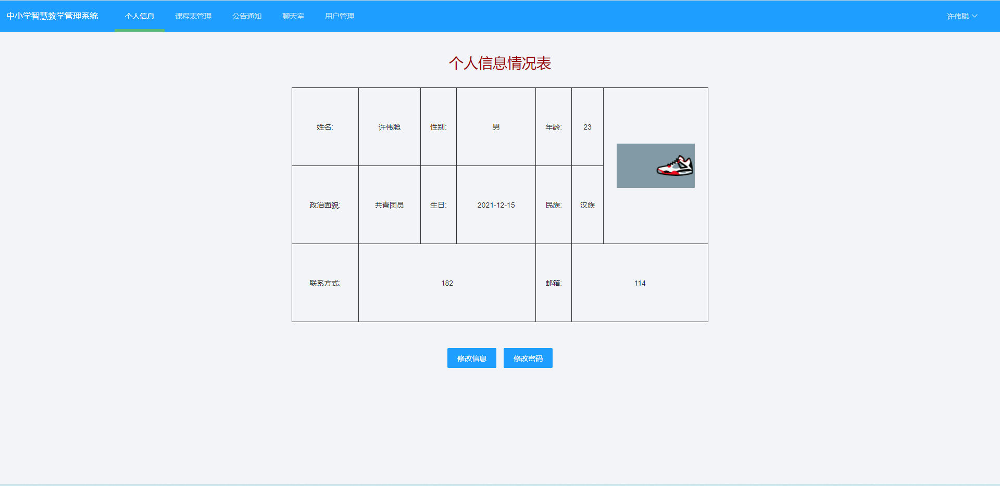 中小学智慧教学管理系统 个人信息 课程表管理 公告通知 聊天室 用户管理 许伟聪
个人信息情况表
姓名: 许伟聪 性别: 男 年龄: 23
政治面貌: 共青团员 生日: 2021-12-15 民族: 汉族
联系方式: 182 邮箱: 114
修改信息 修改密码